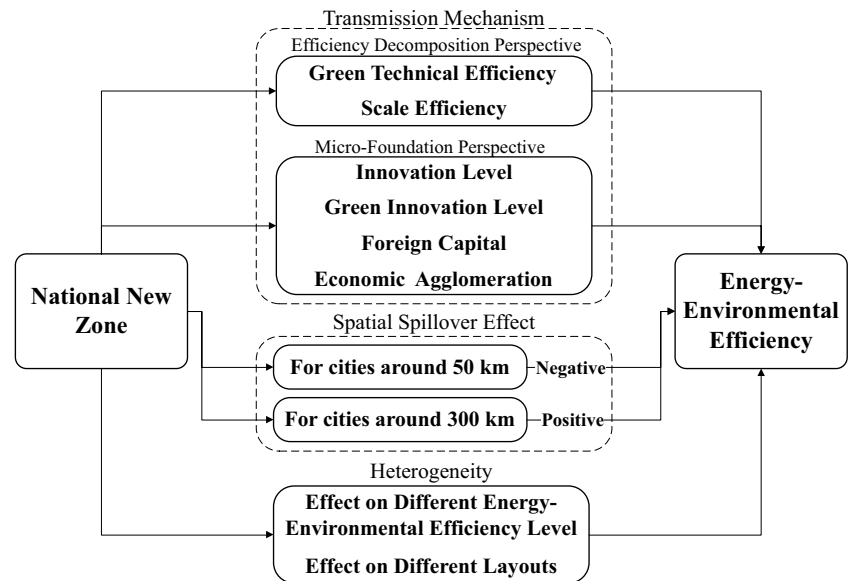 Transmission Mechanism
Efficiency Decomposition Perspective
Green Technical Efficiency
Scale Efficiency
Micro-Foundation Perspective
Innovation Level
Green Innovation Level
Foreign Capital
Economic Agglomeration
National New
Zone
Energy-
Environmental
Efficiency
Spatial Spillover Effect
For cities around 50 km
Negative
For cities around 300 km
Positive
Heterogeneity
Effect on Different Energy-
Environmental Efficiency Level
Effect on Different Layouts